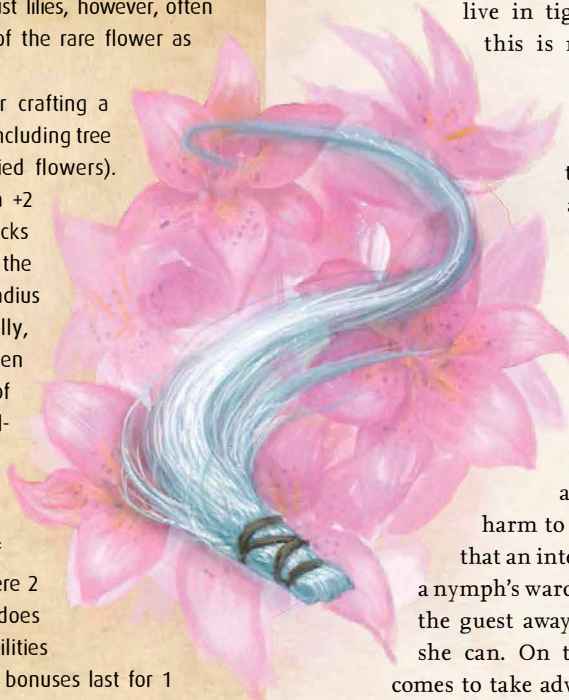 ust lilies, however, often
of the rare flower as
r crafting a
ncluding tree
ied flowers).
+2
cks
the
adius
lly,
en
of
l-
ere 2
does
ilities
bonuses last for 1
live in tig
this is
a
harm to
that an inte
a nymph's ward
the guest away
she can. On t
comes to take adv